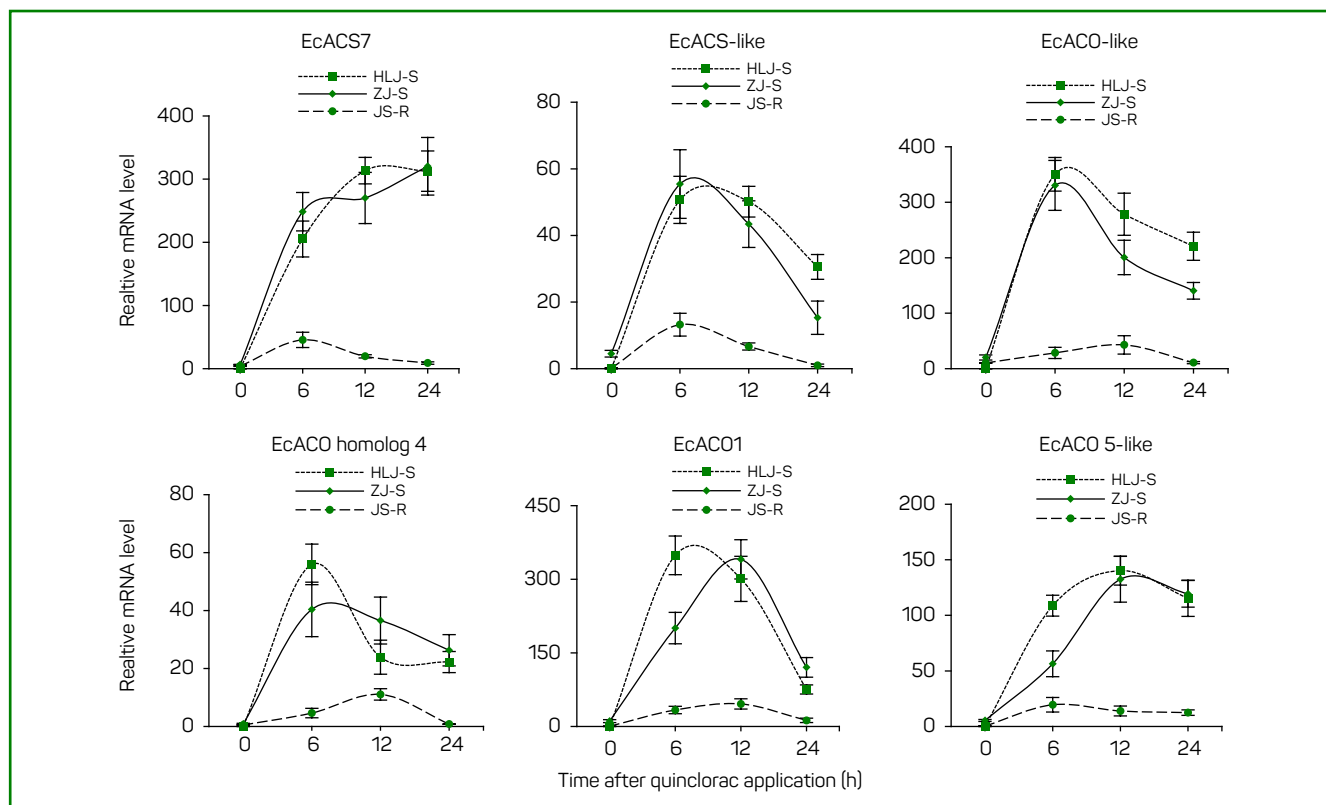 EcACS7
HLJ-S
ZJ-S
JS-R
Realtive mRNA level
400
300
200
100
0
0 6 12 24
EcACS-like
HLJ-S
ZJ-S
JS-R
80
60
40
20
0
0 6 12 24
EcACO-like
HLJ-S
ZJ-S
JS-R
400
300
200
100
0
0 6 12 24
EcACO homolog 4
HLJ-S
ZJ-S
JS-R
Realtive mRNA level
80
60
40
20
0
0 6 12 24
EcACO1
HLJ-S
ZJ-S
JS-R
450
300
150
0
0 6 12 24
EcACO 5-like
HLJ-S
ZJ-S
JS-R
200
150
100
50
0
0 6 12 24
Time after quinclorac application (h)